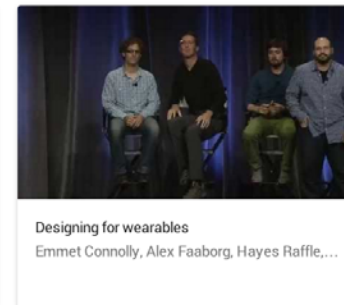 Designing for wearables
Emmet Connolly, Alex Faaborg, Hayes Raffle,...